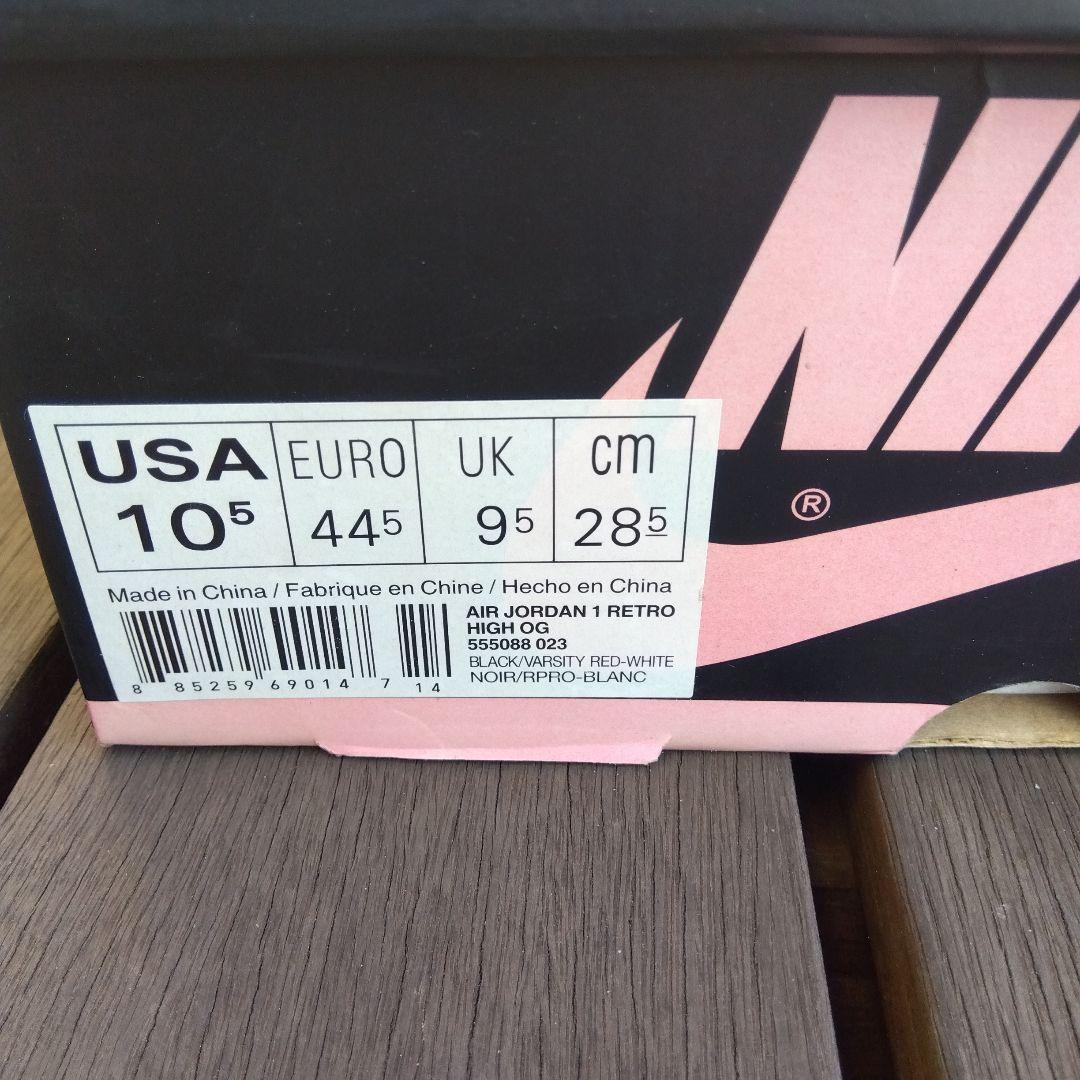 NIK
®
USA EURO UK cm
10⁵ 44⁵ 9⁵ 28⁵
Made in China / Fabrique en Chine / Hecho en China
AIR JORDAN 1 RETRO
HIGH OG
555088 023
BLACK/VARSITY RED-WHITE
NOIR/RPRO-BLANC
8 85259 69014 7 14